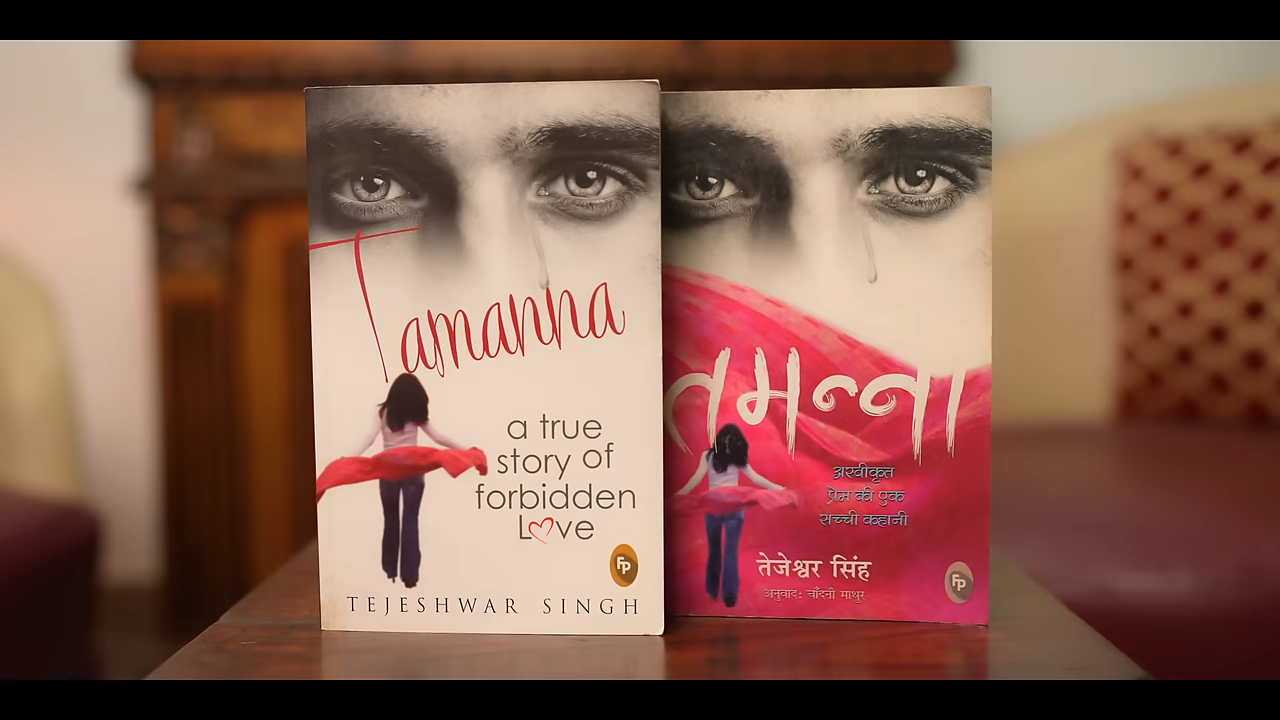 Tamanna
a true
story of
forbidden
Love
FP
TEJESHWAR SINGH
तमन्ना
अस्वीकृत
प्रेम की एक
सच्ची कहानी
तेजेश्वर सिंह
अनुवाद: चाँदनी माथुर
FP